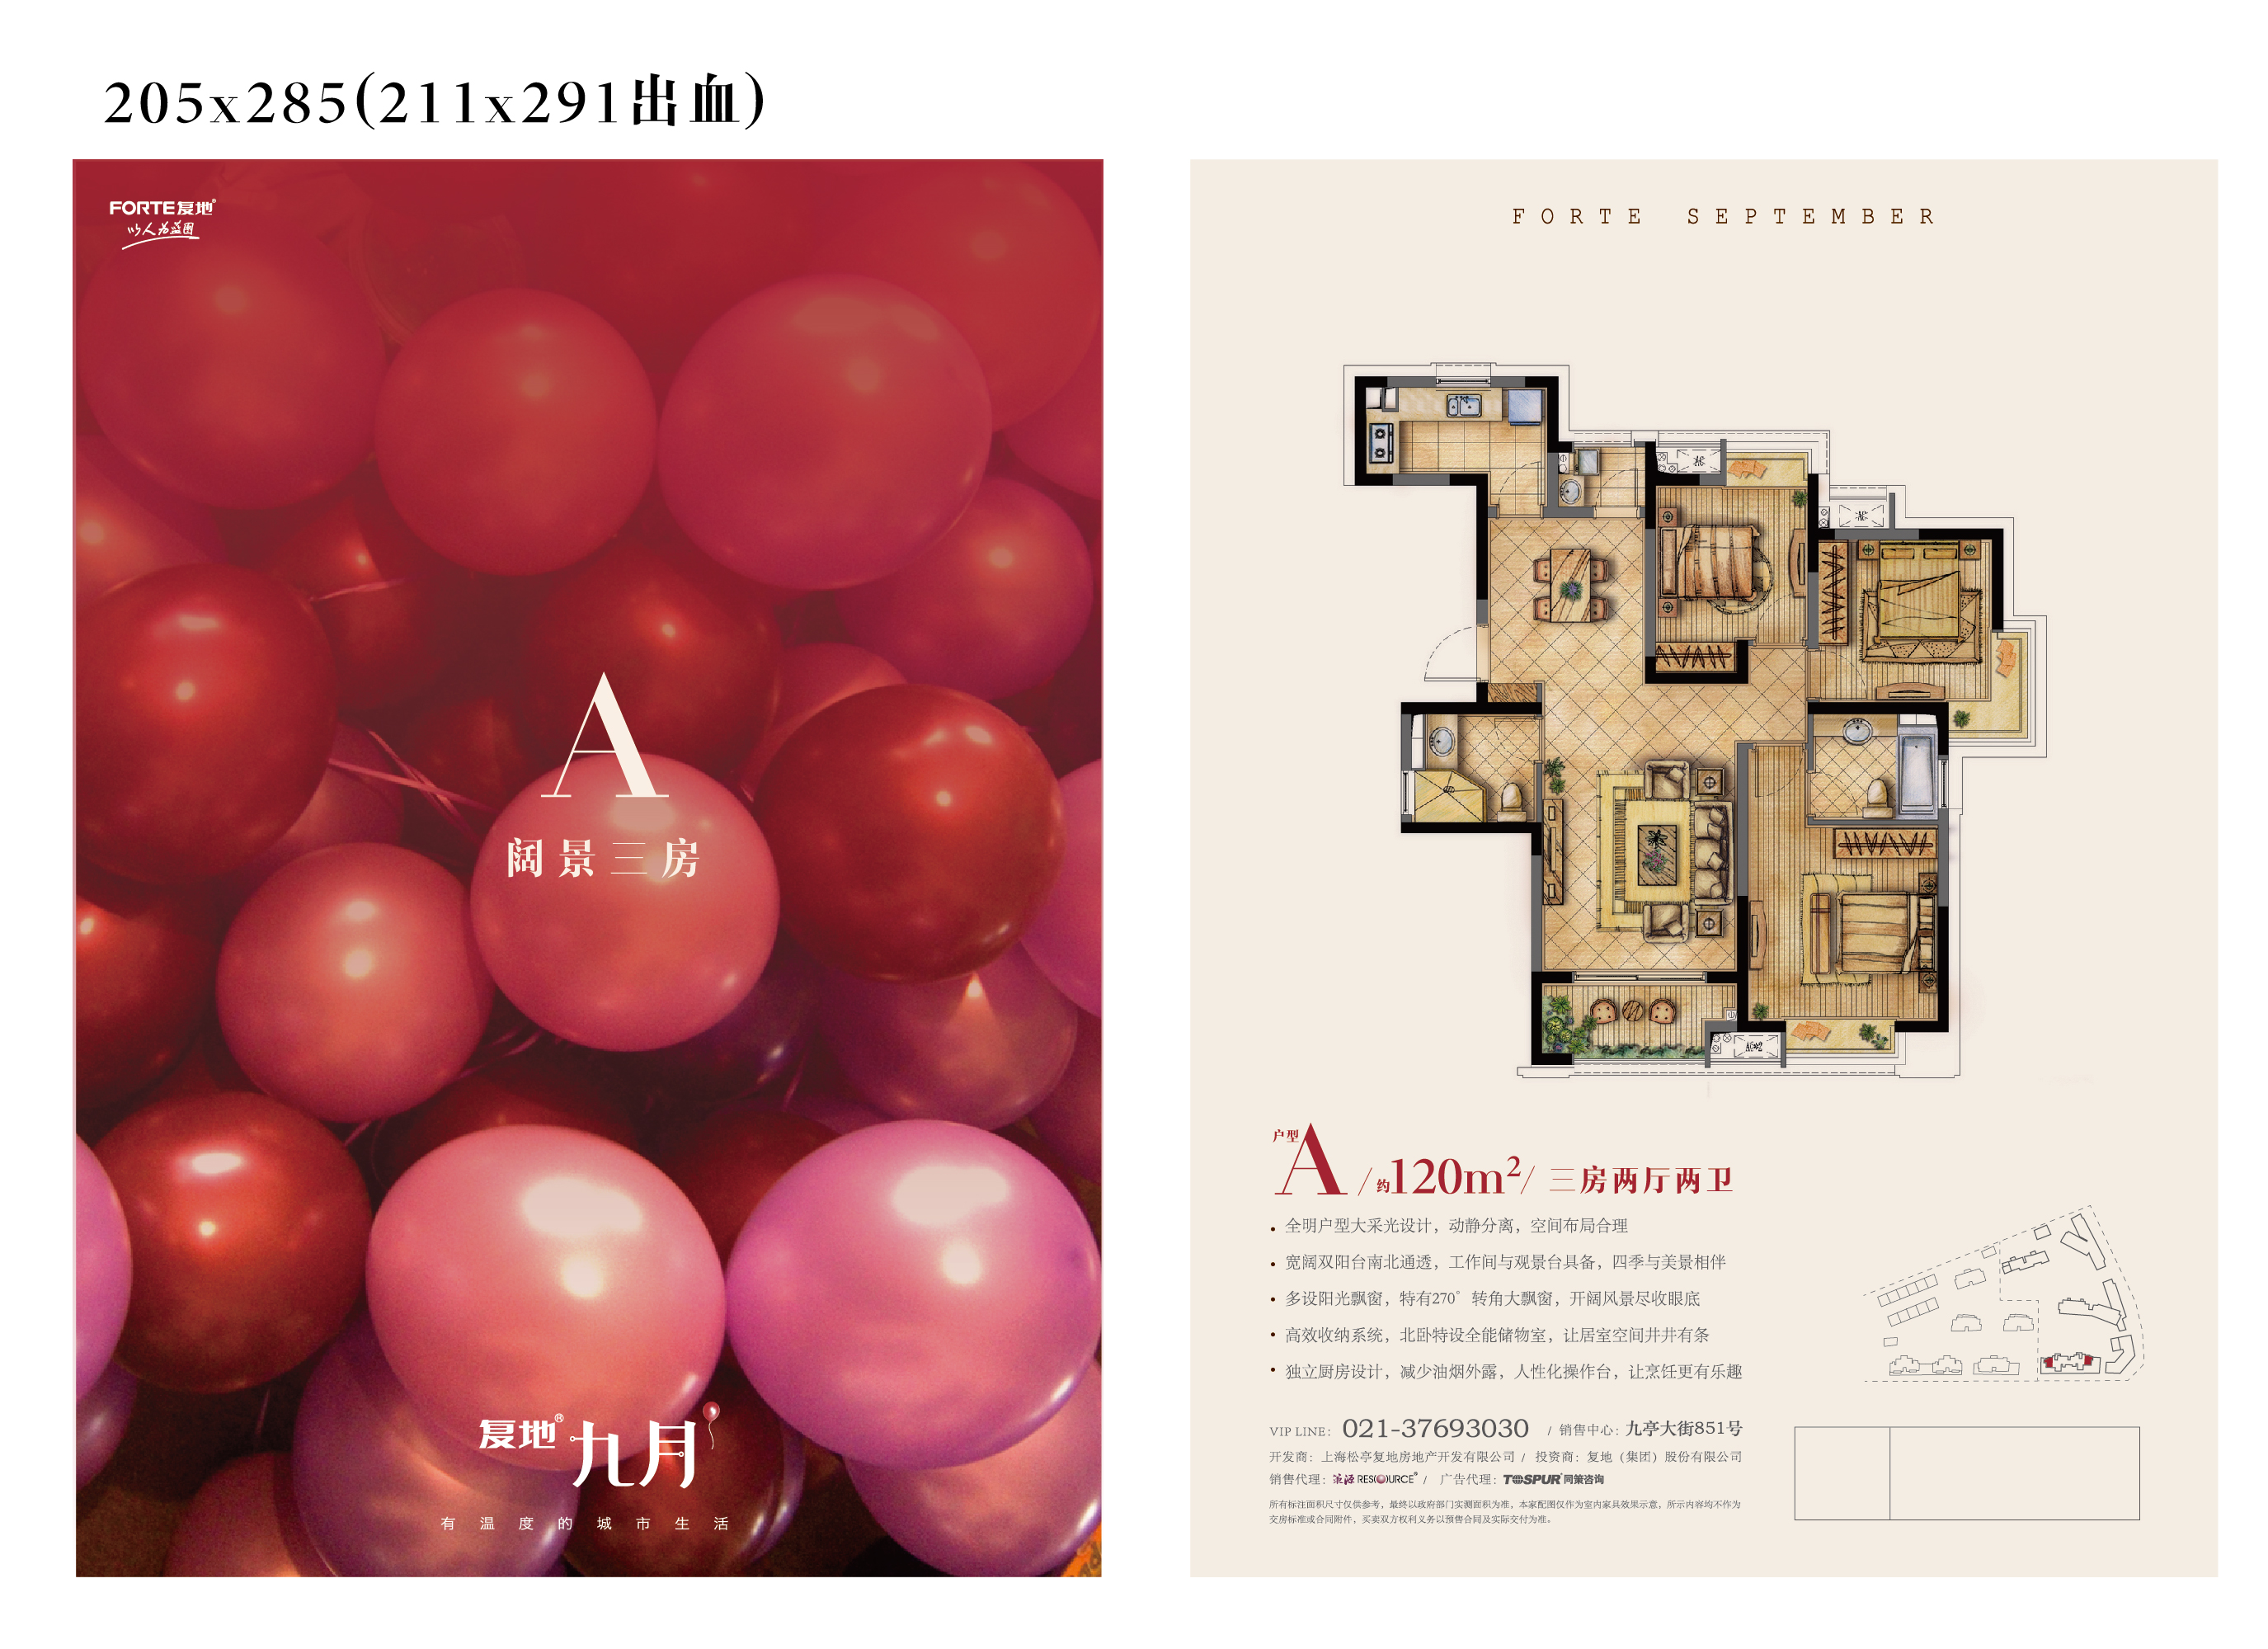 205x285(211x291出血)
FORTE复地®
以人为蓝图
A
阔景三房
复地® 九月
有温度的城市生活
FORTE SEPTEMBER
AC
AC
AC*2
户型
A / 约120m² / 三房两厅两卫
• 全明户型大采光设计，动静分离，空间布局合理
• 宽阔双阳台南北通透，工作间与观景台具备，四季与美景相伴
• 多设阳光飘窗，特有270°转角大飘窗，开阔风景尽收眼底
• 高效收纳系统，北卧特设全能储物室，让居室空间井井有条
• 独立厨房设计，减少油烟外露，人性化操作台，让烹饪更有乐趣
VIP LINE: 021-37693030 / 销售中心：九亭大街851号
开发商：上海松亭复地房地产开发有限公司 / 投资商：复地（集团）股份有限公司
销售代理：策源 RESOURCE® / 广告代理：TOSPUR 同策咨询
所有标注面积尺寸仅供参考，最终以政府部门实测面积为准，本家配图仅作为室内家具效果示意，所示内容均不作为
交房标准或合同附件，买卖双方权利义务以预售合同及实际交付为准。